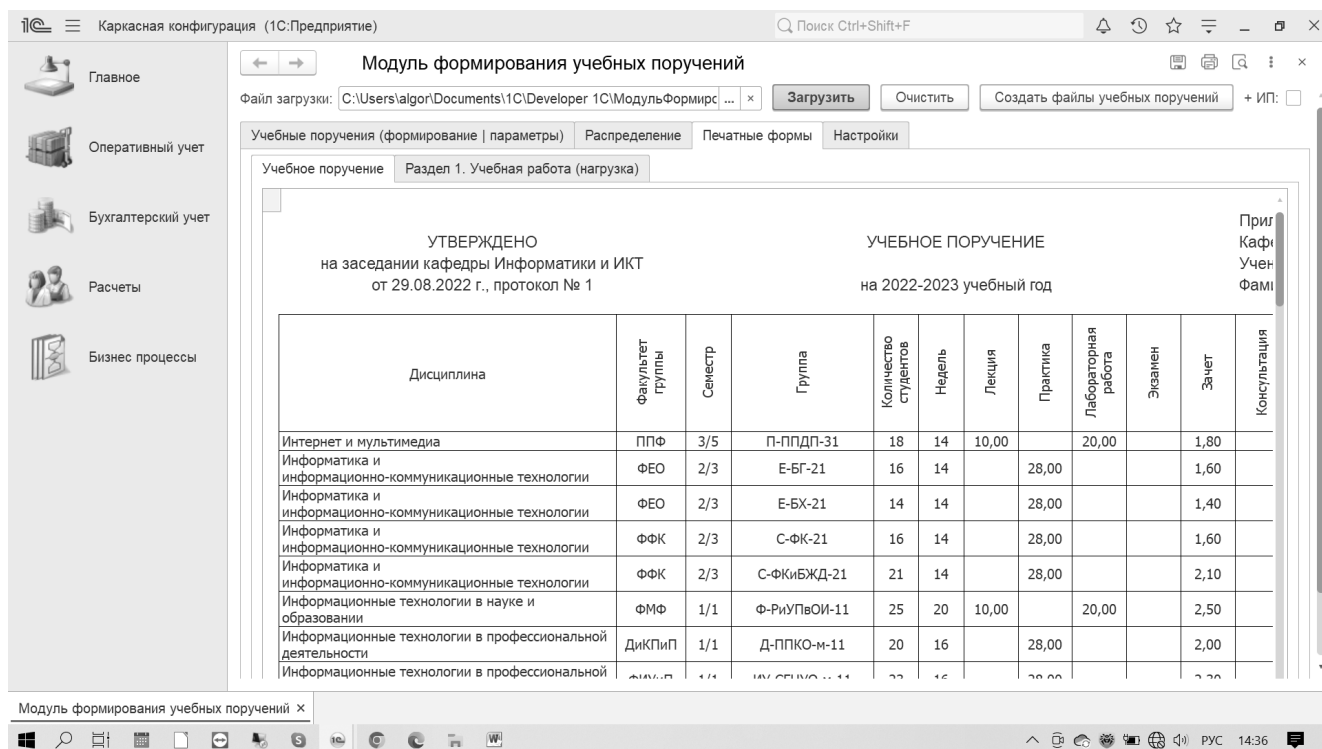 1С Каркасная конфигурация (1С:Предприятие) Поиск Ctrl+Shift+F
Главное
Оперативный учет
Бухгалтерский учет
Расчеты
Бизнес процессы
Модуль формирования учебных поручений
Файл загрузки: C:\Users\algor\Documents\1C\Developer 1C\МодульФормирс ... × Загрузить Очистить Создать файлы учебных поручений + ИП:
Учебные поручения (формирование | параметры) Распределение Печатные формы Настройки
Учебное поручение Раздел 1. Учебная работа (нагрузка)
УТВЕРЖДЕНО
на заседании кафедры Информатики и ИКТ
от 29.08.2022 г., протокол № 1
УЧЕБНОЕ ПОРУЧЕНИЕ
на 2022-2023 учебный год
Прил
Кафе
Учен
Фами
Дисциплина Факультет группы Семестр Группа Количество студентов Недель Лекция Практика Лабораторная работа Экзамен Зачет Консультация
Интернет и мультимедиа ППФ 3/5 П-ППДП-31 18 14 10,00 20,00 1,80
Информатика и
информационно-коммуникационные технологии ФЕО 2/3 Е-БГ-21 16 14 28,00 1,60
Информатика и
информационно-коммуникационные технологии ФЕО 2/3 Е-БХ-21 14 14 28,00 1,40
Информатика и
информационно-коммуникационные технологии ФФК 2/3 С-ФК-21 16 14 28,00 1,60
Информатика и
информационно-коммуникационные технологии ФФК 2/3 С-ФКиБЖД-21 21 14 28,00 2,10
Информационные технологии в науке и
образовании ФМФ 1/1 Ф-РиУПвОИ-11 25 20 10,00 20,00 2,50
Информационные технологии в профессиональной
деятельности ДиКПиП 1/1 Д-ППКО-м-11 20 16 28,00 2,00
Информационные технологии в профессиональной
Модуль формирования учебных поручений ×
РУС 14:36